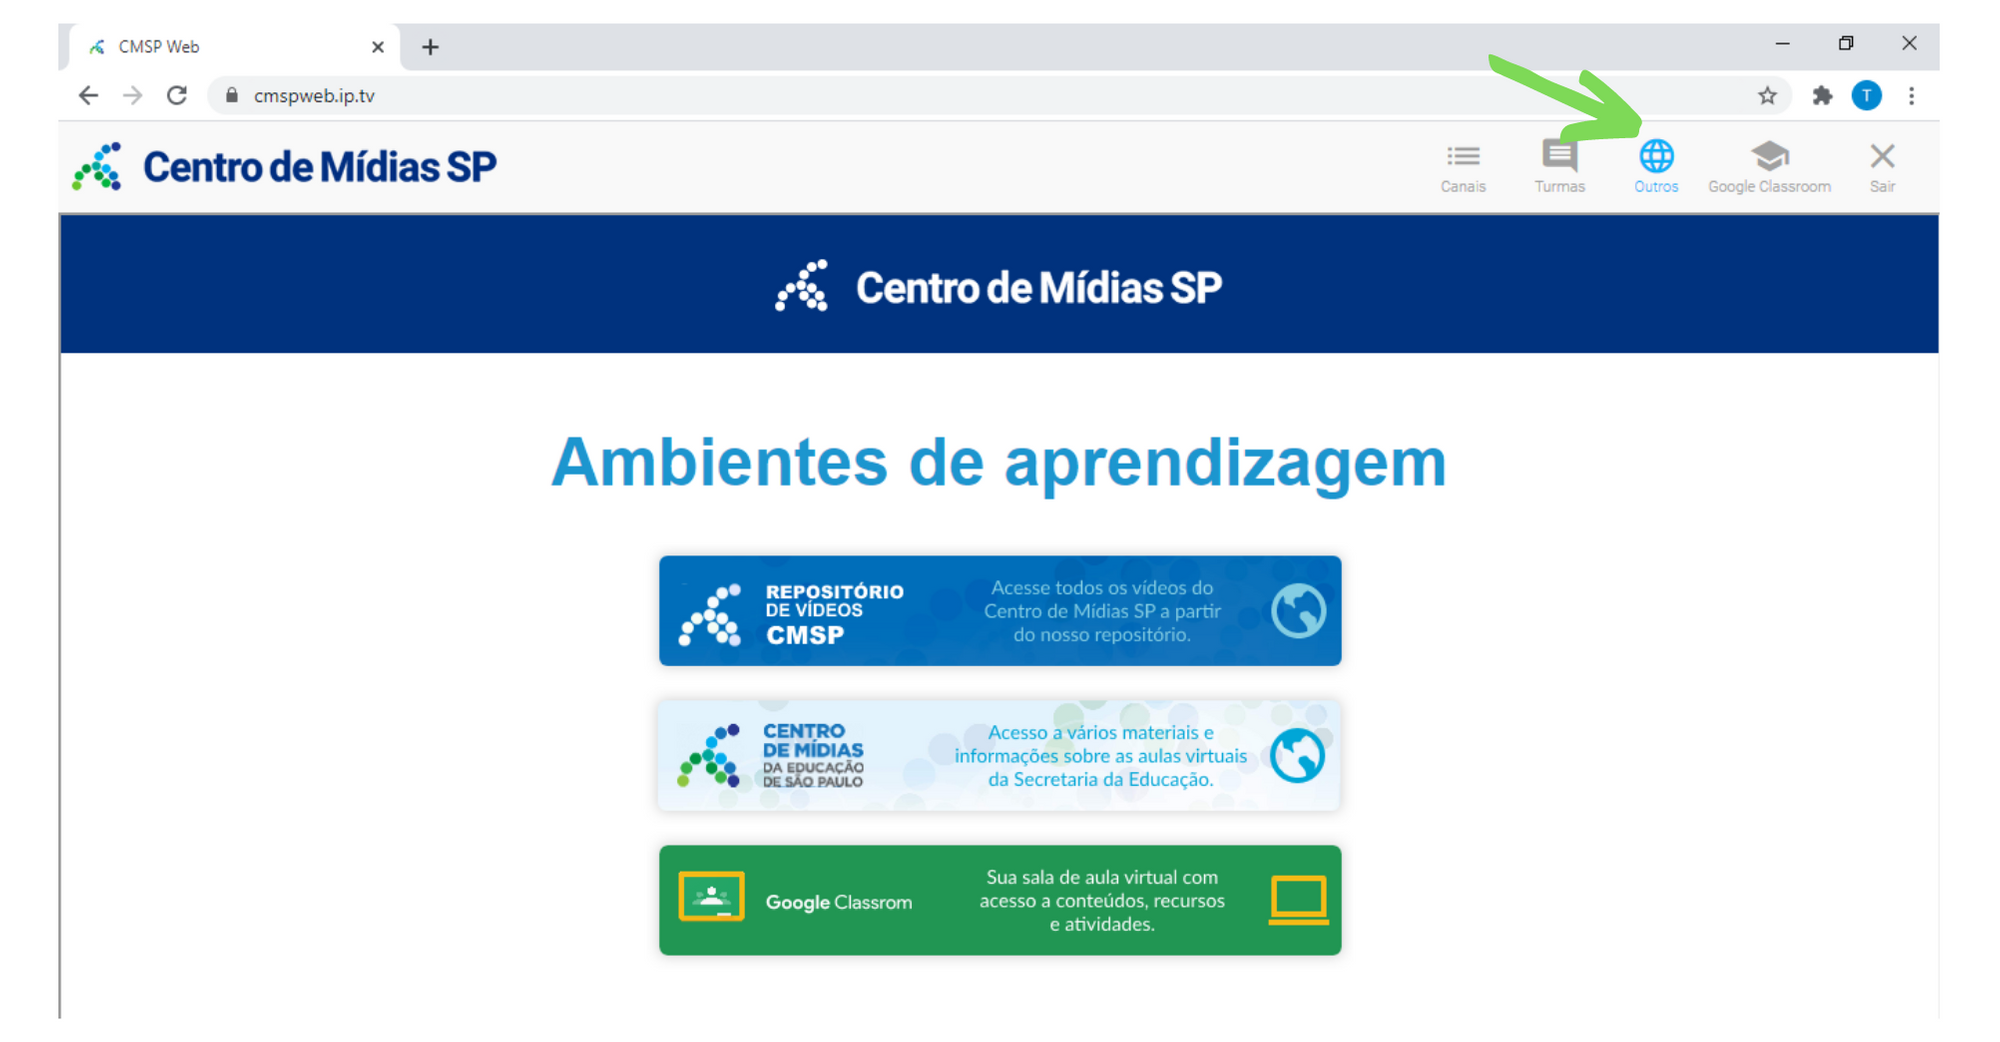 CMSP Web
cmspweb.ip.tv
T
Centro de Mídias SP
Canais
Turmas
Outros
Google Classroom
Sair
Centro de Mídias SP
Ambientes de aprendizagem
REPOSITÓRIO
DE VÍDEOS
CMSP
Acesse todos os vídeos do
Centro de Mídias SP a partir
do nosso repositório.
CENTRO
DE MÍDIAS
DA EDUCAÇÃO
DE SÃO PAULO
Acesso a vários materiais e
informações sobre as aulas virtuais
da Secretaria da Educação.
Google Classrom
Sua sala de aula virtual com
acesso a conteúdos, recursos
e atividades.